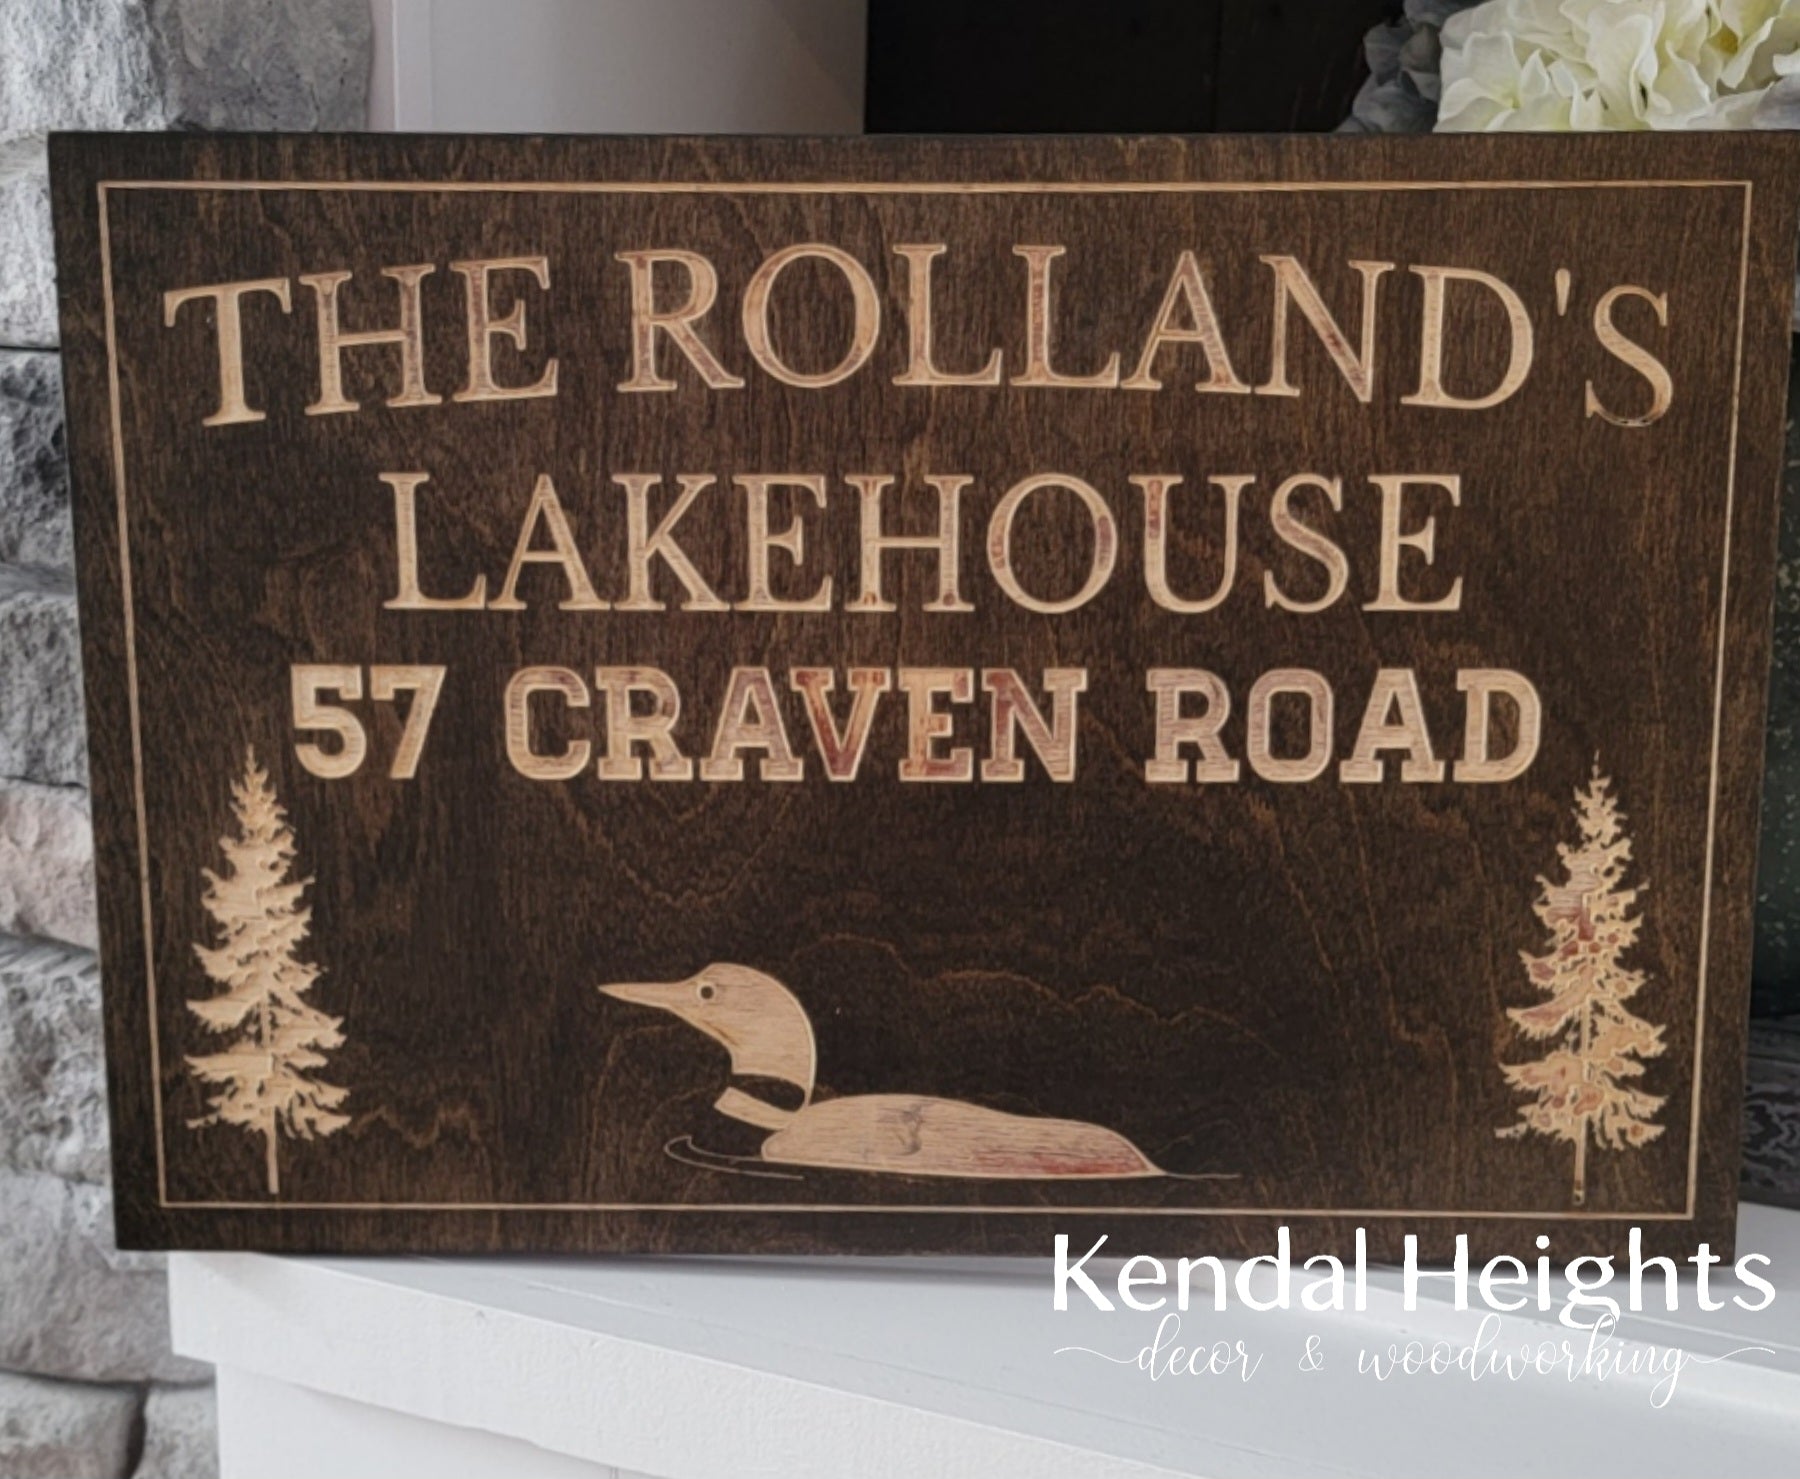 THE ROLLAND'S
LAKEHOUSE
57 CRAVEN ROAD
Kendal Heights
decor & woodworking